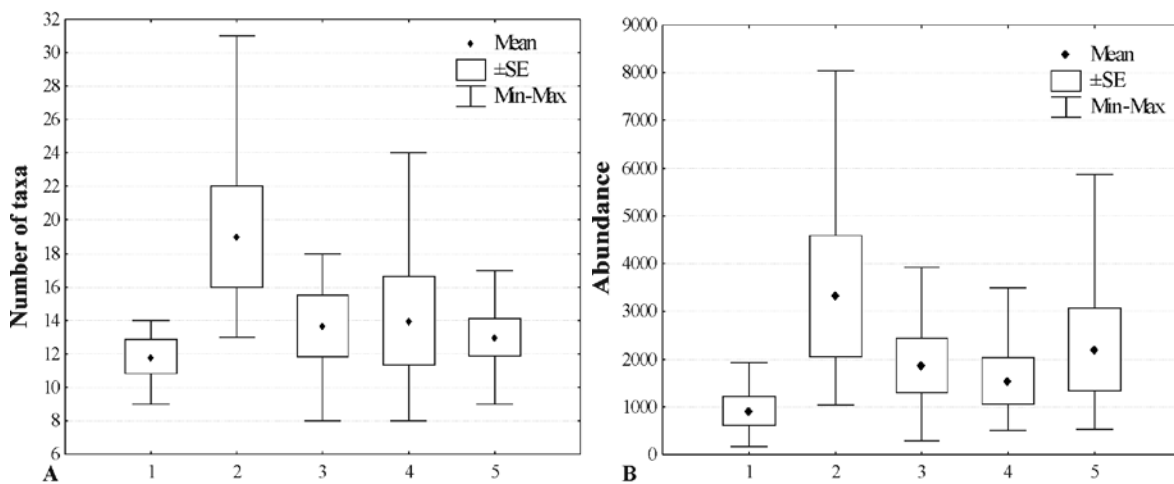 32
30
28
26
24
22
20
18
16
14
12
10
8
6
Number of taxa
Mean
±SE
Min-Max
A
1 2 3 4 5
9000
8000
7000
6000
5000
4000
3000
2000
1000
0
Abundance
Mean
±SE
Min-Max
B
1 2 3 4 5